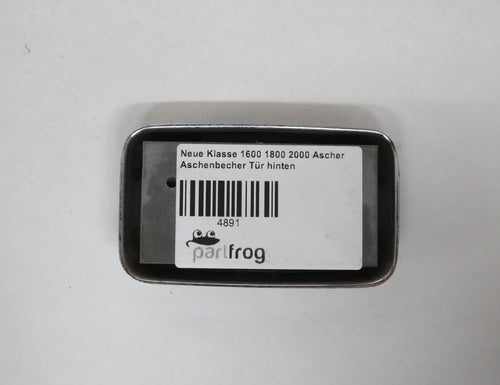 Neue Klasse 1600 1800 2000 Ascher
Aschenbecher Tür hinten
4891
partfrog